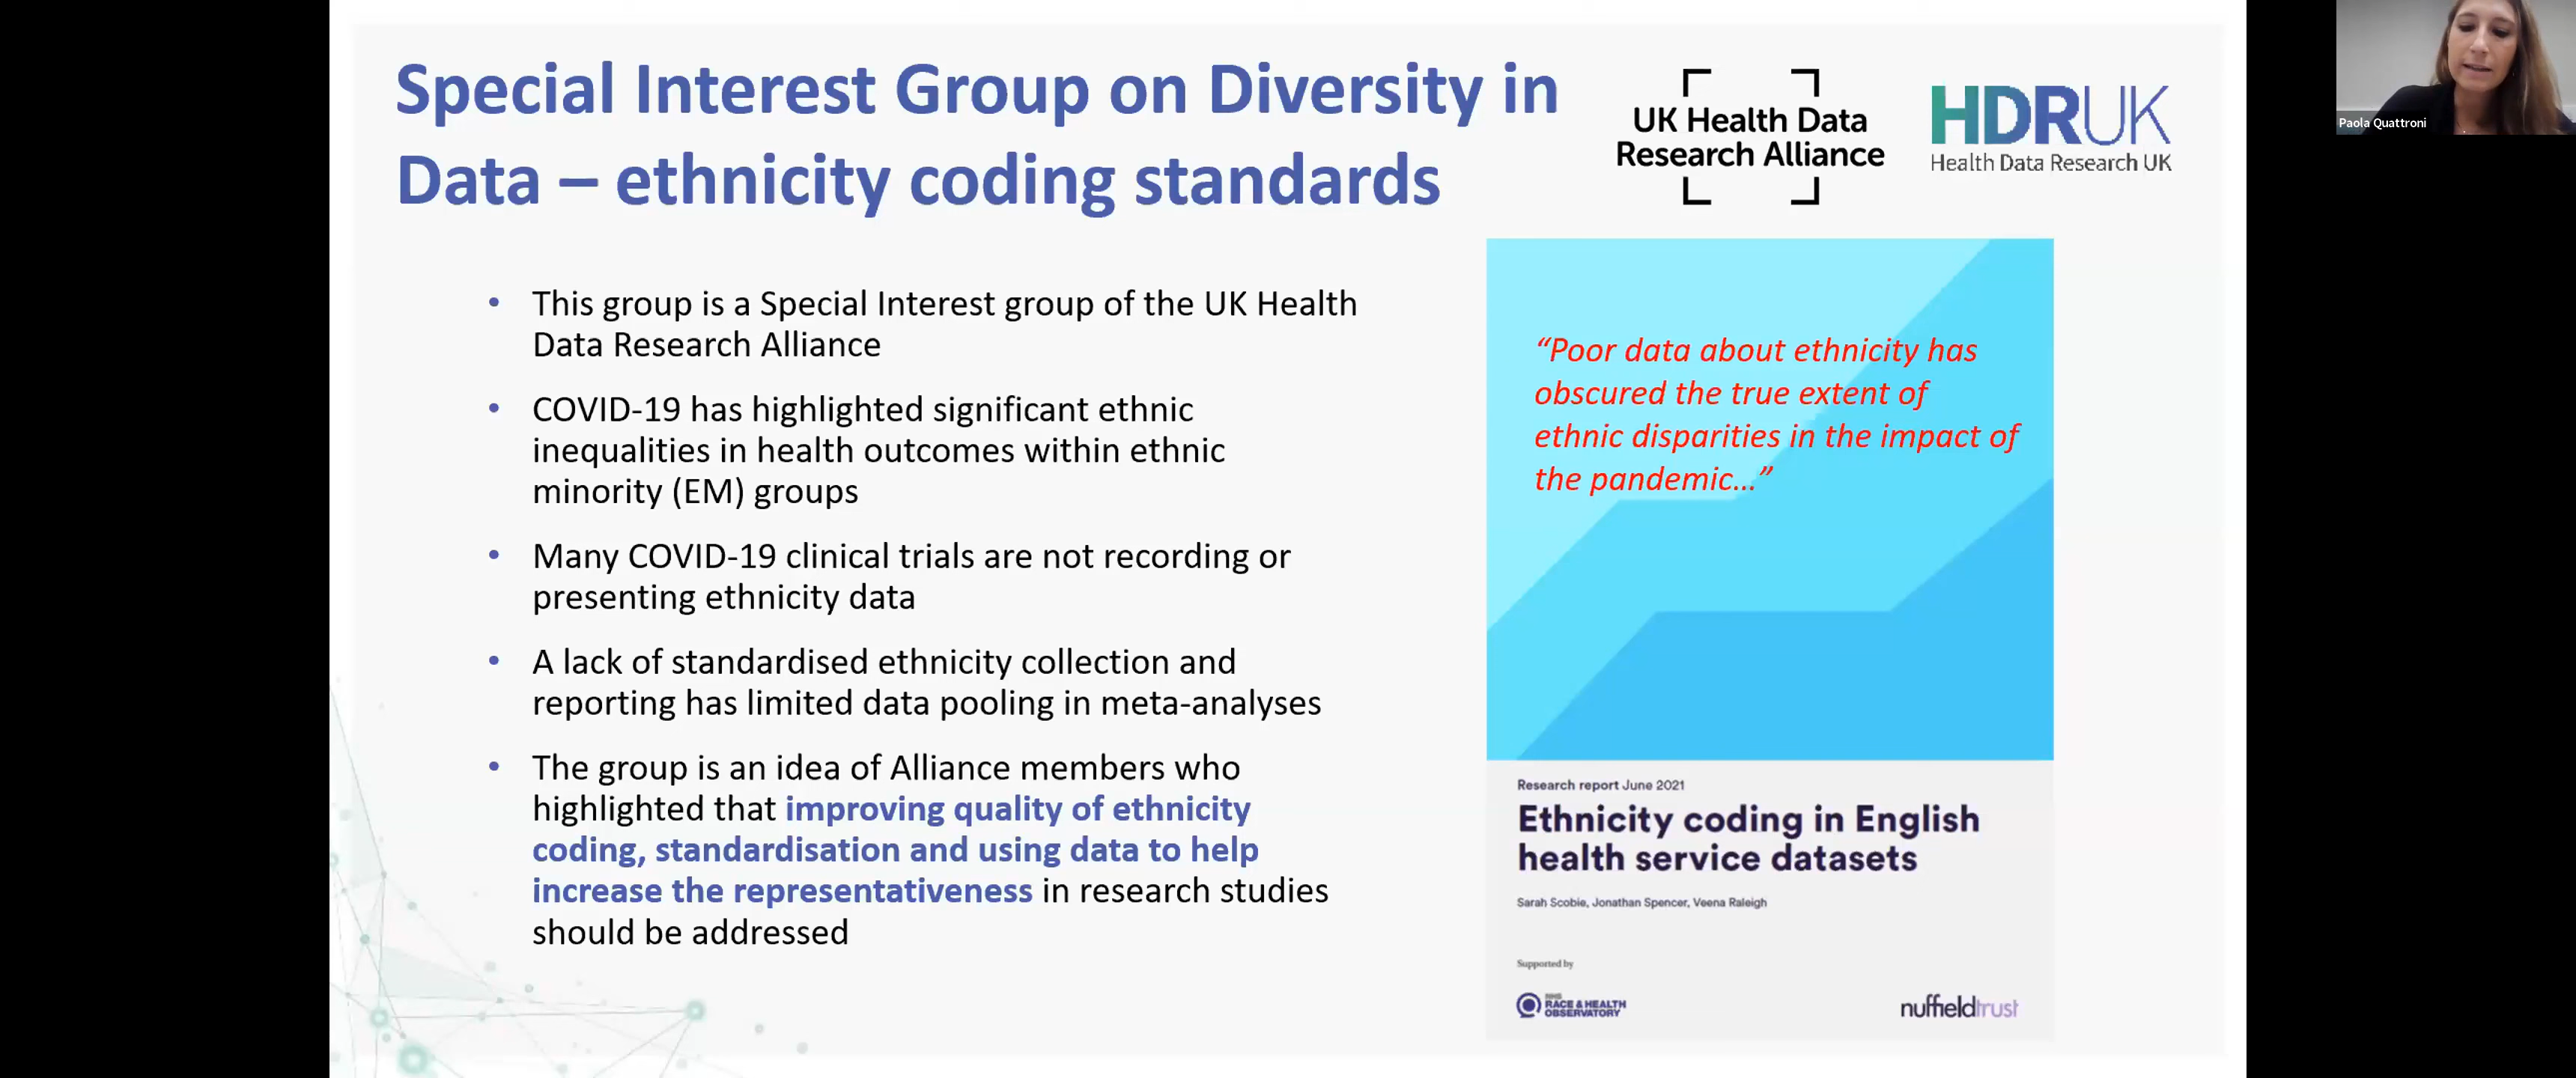 Special Interest Group on Diversity in
Data – ethnicity coding standards
UK Health Data
Research Alliance
HDRUK
Health Data Research UK
Paola Quattroni
• This group is a Special Interest group of the UK Health
Data Research Alliance
• COVID-19 has highlighted significant ethnic
inequalities in health outcomes within ethnic
minority (EM) groups
• Many COVID-19 clinical trials are not recording or
presenting ethnicity data
• A lack of standardised ethnicity collection and
reporting has limited data pooling in meta-analyses
• The group is an idea of Alliance members who
highlighted that improving quality of ethnicity
coding, standardisation and using data to help
increase the representativeness in research studies
should be addressed
“Poor data about ethnicity has
obscured the true extent of
ethnic disparities in the impact of
the pandemic…”
Research report June 2021
Ethnicity coding in English
health service datasets
Sarah Scobie, Jonathan Spencer, Veena Raleigh
Supported by
NHS
RACE & HEALTH
OBSERVATORY
nuffieldtrust